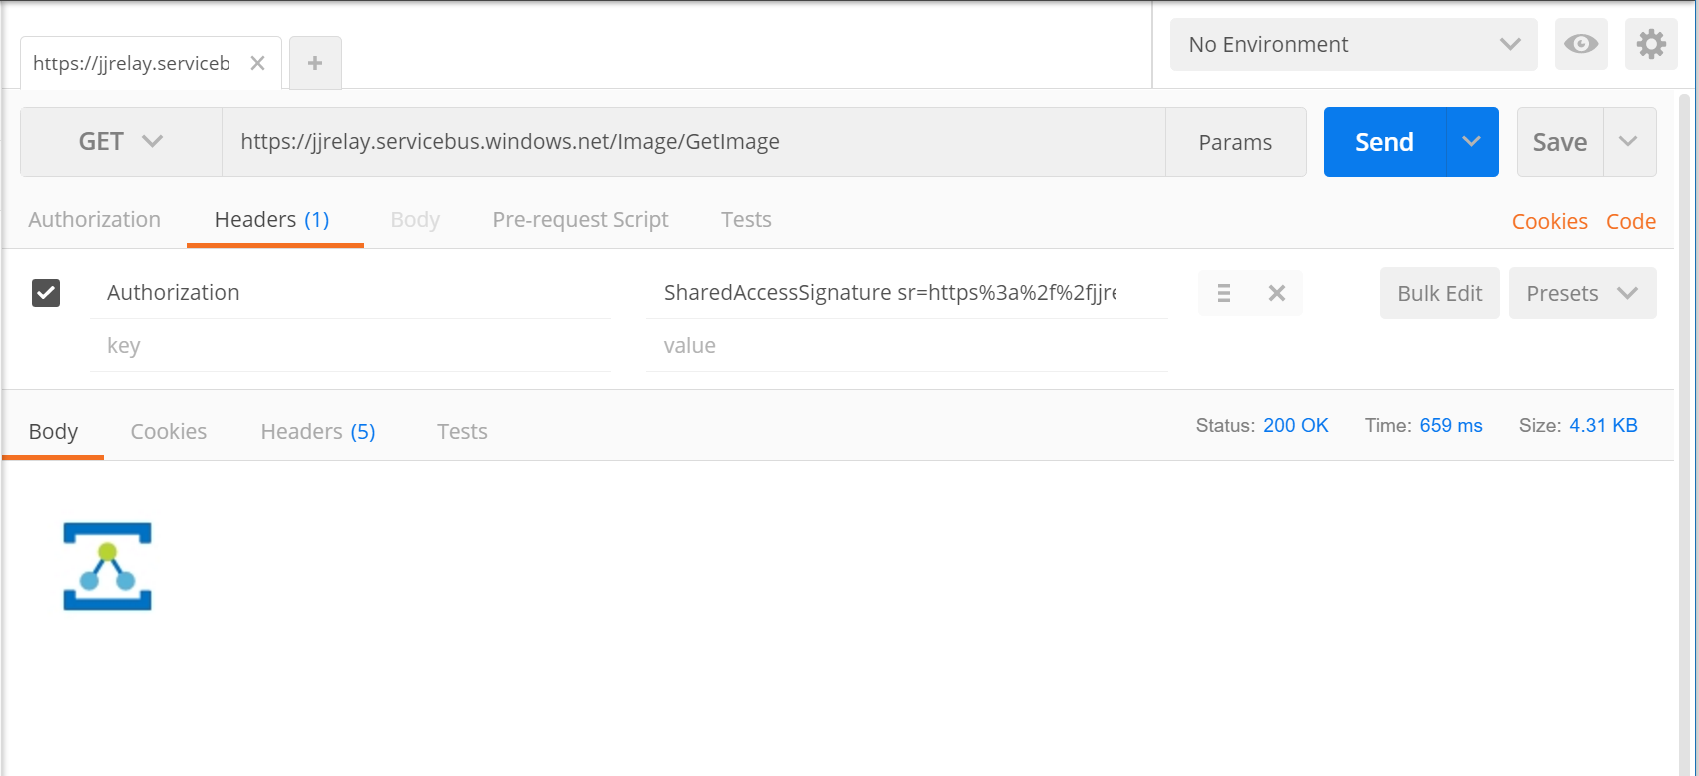 https://jjrelay.serviceb
No Environment
GET https://jjrelay.servicebus.windows.net/Image/GetImage Params Send Save
Authorization Headers (1) Body Pre-request Script Tests Cookies Code
Authorization SharedAccessSignature sr=https%3a%2f%2fjjre Bulk Edit Presets
key value
Body Cookies Headers (5) Tests Status: 200 OK Time: 659 ms Size: 4.31 KB